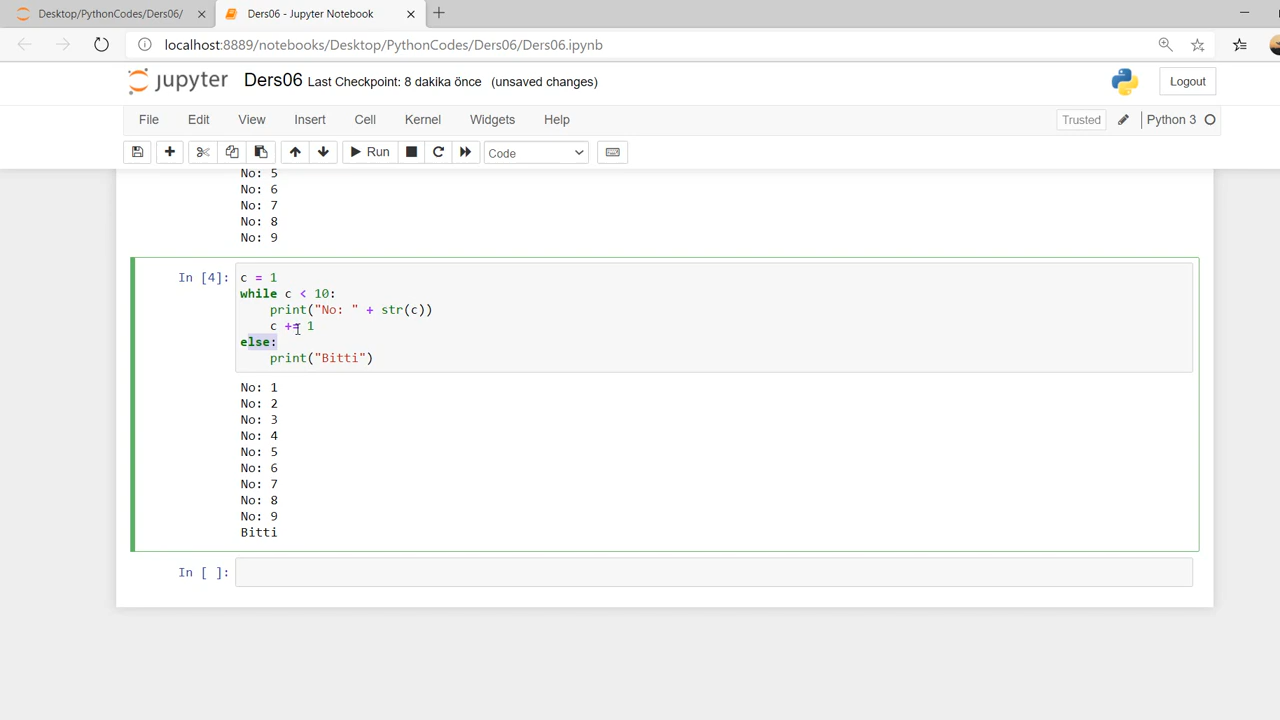 Desktop/PythonCodes/Ders06/
Ders06 - Jupyter Notebook
localhost:8889/notebooks/Desktop/PythonCodes/Ders06/Ders06.ipynb
jupyter Ders06 Last Checkpoint: 8 dakika önce (unsaved changes) Logout
File Edit View Insert Cell Kernel Widgets Help Trusted Python 3
Run Code
No: 5
No: 6
No: 7
No: 8
No: 9
In [4]: c = 1
while c < 10:
print("No: " + str(c))
c += 1
else:
print("Bitti")
No: 1
No: 2
No: 3
No: 4
No: 5
No: 6
No: 7
No: 8
No: 9
Bitti
In [ ]: